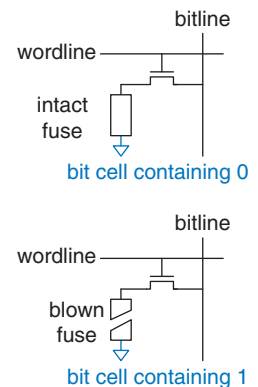 bitline
wordline
intact
fuse
bit cell containing 0
bitline
wordline
blown
fuse
bit cell containing 1